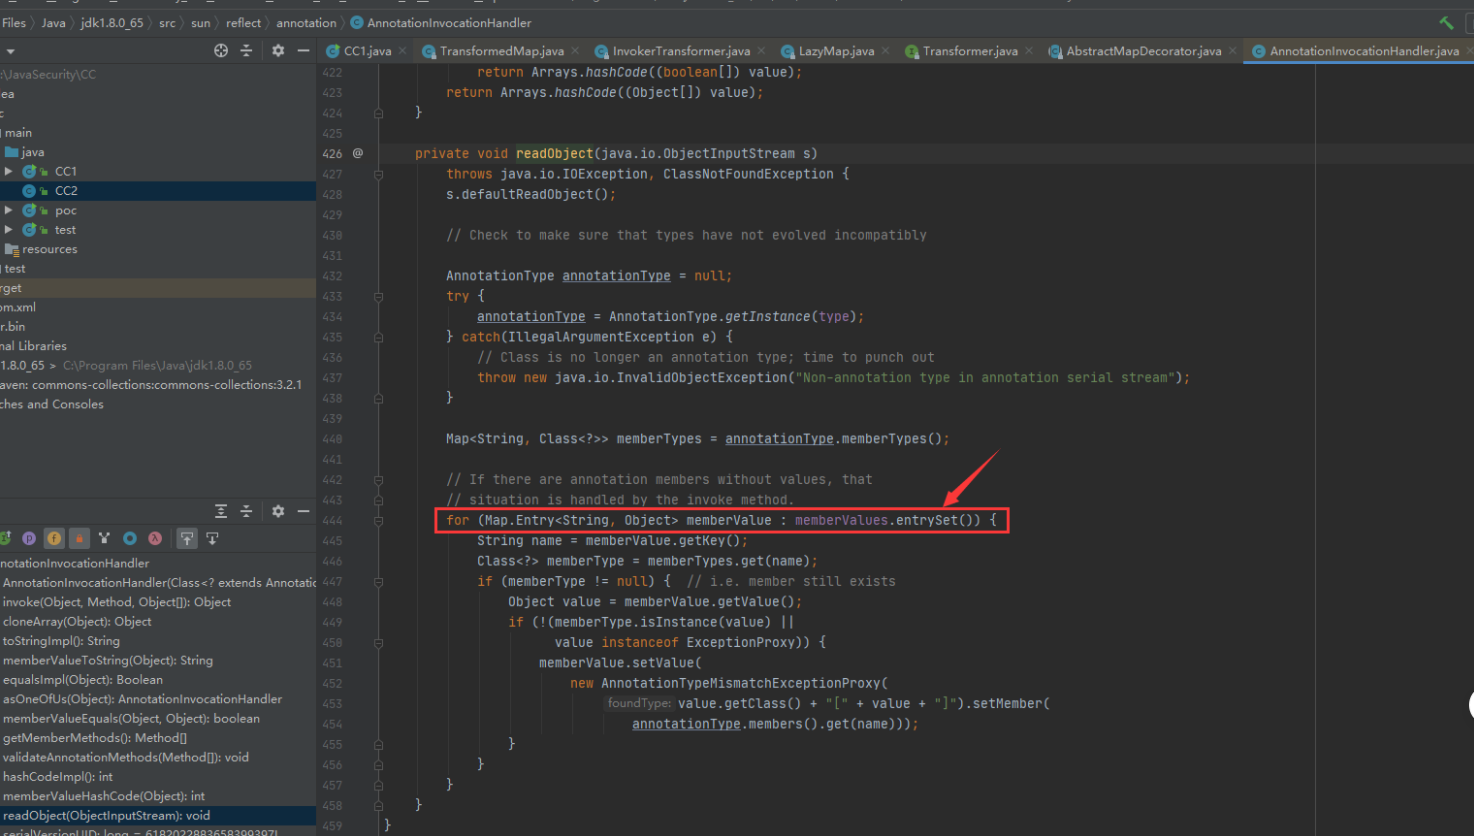 Files › Java › jdk1.8.0_65 › src › sun › reflect › annotation › AnnotationInvocationHandler
CC1.java × TransformedMap.java × InvokerTransformer.java × LazyMap.java × Transformer.java × AbstractMapDecorator.java × AnnotationInvocationHandler.java ×
:\JavaSecurity\CC
ea
c
main
java
CC1
CC2
poc
test
resources
test
rget
om.xml
r.bin
nal Libraries
1.8.0_65 > C:\Program Files\Java\jdk1.8.0_65
aven: commons-collections:commons-collections:3.2.1
ches and Consoles
notationInvocationHandler
AnnotationInvocationHandler(Class<? extends Annotatio
invoke(Object, Method, Object[]): Object
cloneArray(Object): Object
toStringImpl(): String
memberValueToString(Object): String
equalsImpl(Object): Boolean
asOneOfUs(Object): AnnotationInvocationHandler
memberValueEquals(Object, Object): boolean
getMemberMethods(): Method[]
validateAnnotationMethods(Method[]): void
hashCodeImpl(): int
memberValueHashCode(Object): int
readObject(ObjectInputStream): void
serialVersionUID: long = 6182022883658399397L
422 return Arrays.hashCode((boolean[]) value);
423 return Arrays.hashCode((Object[]) value);
424 }
425
426 @ private void readObject(java.io.ObjectInputStream s)
427 throws java.io.IOException, ClassNotFoundException {
428 s.defaultReadObject();
429
430 // Check to make sure that types have not evolved incompatibly
431
432 AnnotationType annotationType = null;
433 try {
434 annotationType = AnnotationType.getInstance(type);
435 } catch(IllegalArgumentException e) {
436 // Class is no longer an annotation type; time to punch out
437 throw new java.io.InvalidObjectException("Non-annotation type in annotation serial stream");
438 }
439
440 Map<String, Class<?>> memberTypes = annotationType.memberTypes();
441
442 // If there are annotation members without values, that
443 // situation is handled by the invoke method.
444 for (Map.Entry<String, Object> memberValue : memberValues.entrySet()) {
445 String name = memberValue.getKey();
446 Class<?> memberType = memberTypes.get(name);
447 if (memberType != null) { // i.e. member still exists
448 Object value = memberValue.getValue();
449 if (!(memberType.isInstance(value) ||
450 value instanceof ExceptionProxy)) {
451 memberValue.setValue(
452 new AnnotationTypeMismatchExceptionProxy(
453 foundType: value.getClass() + "[" + value + "]").setMember(
454 annotationType.members().get(name)));
455 }
456 }
457 }
458 }
459 }